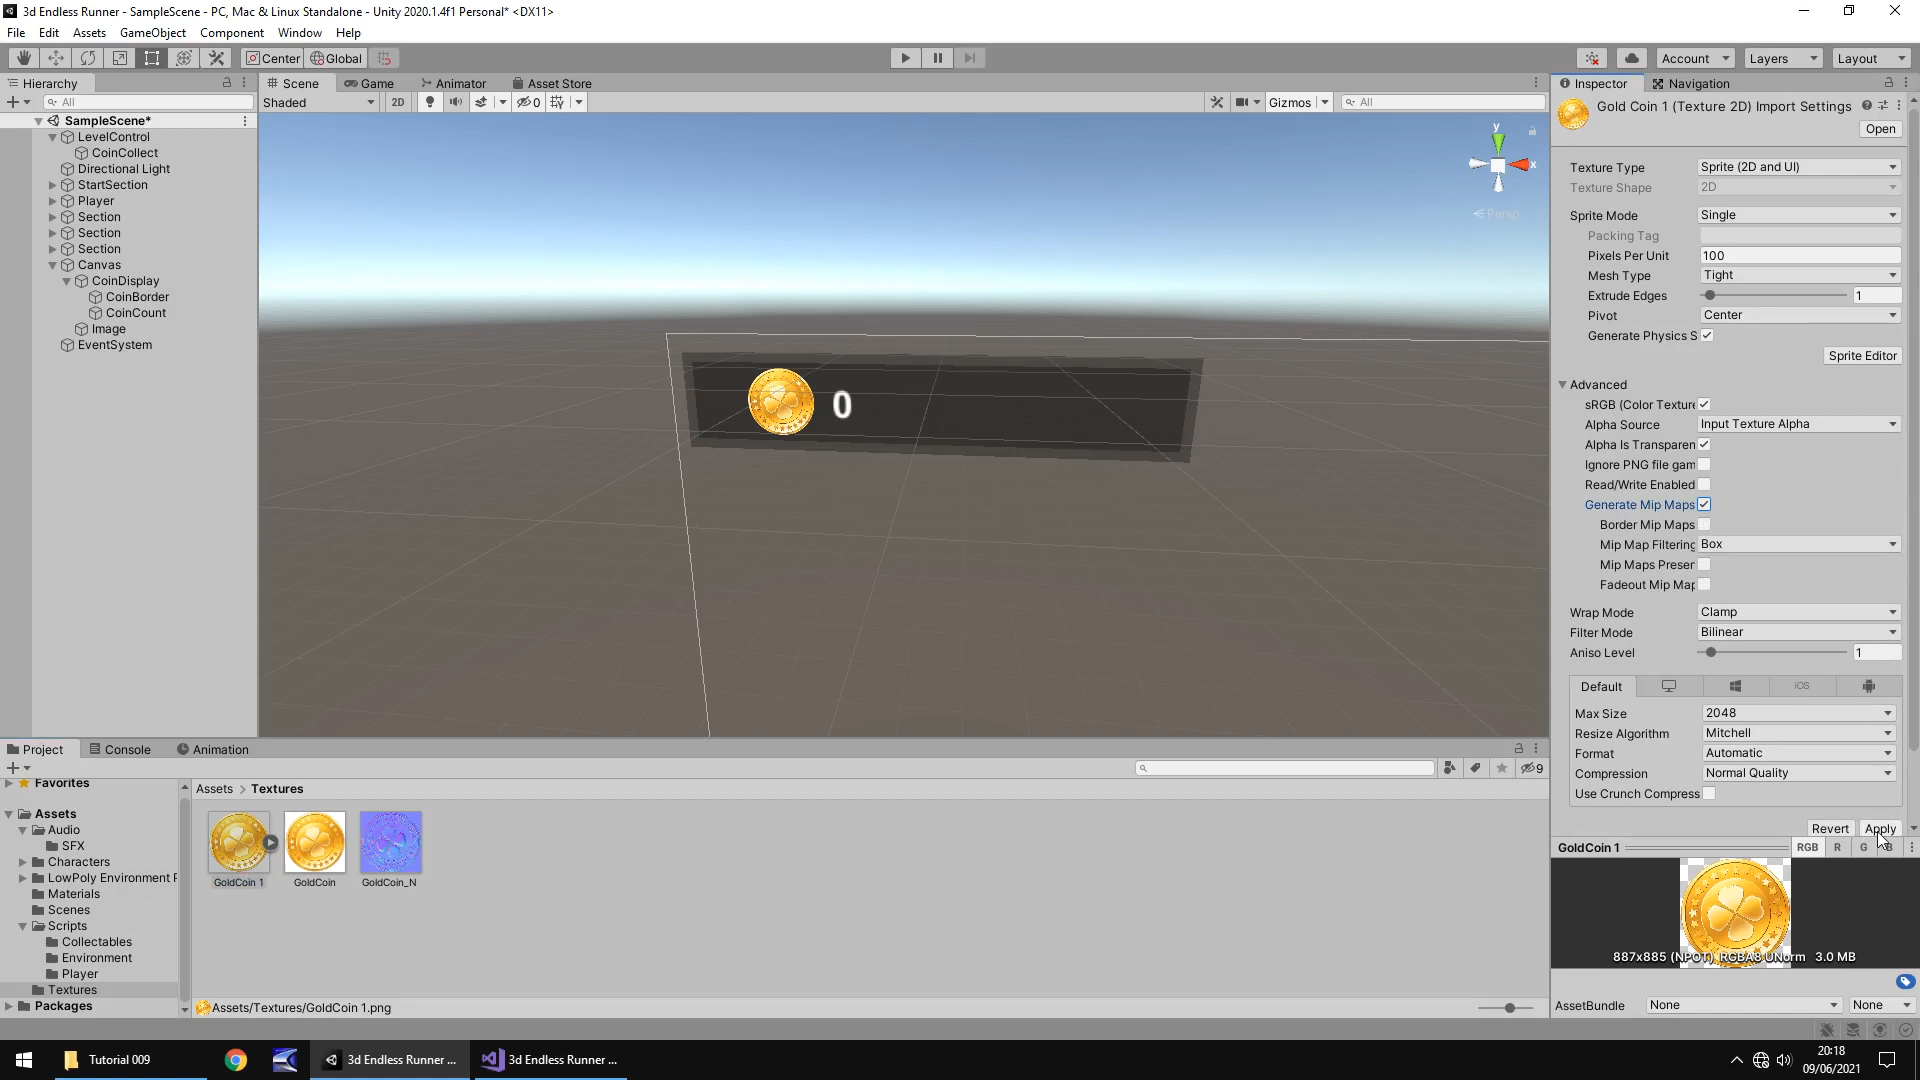 3d Endless Runner - SampleScene - PC, Mac & Linux Standalone - Unity 2020.1.4f1 Personal* <DX11>
File Edit Assets GameObject Component Window Help
Center Global Account Layers Layout
Hierarchy
All
SampleScene*
LevelControl
CoinCollect
Directional Light
StartSection
Player
Section
Section
Section
Canvas
CoinDisplay
CoinBorder
CoinCount
Image
EventSystem
Scene Game Animator Asset Store
Shaded 2D 0 Gizmos All
y
x
Persp
0
Inspector Navigation
Gold Coin 1 (Texture 2D) Import Settings
Open
Texture Type Sprite (2D and UI)
Texture Shape 2D
Sprite Mode Single
Packing Tag
Pixels Per Unit 100
Mesh Type Tight
Extrude Edges 1
Pivot Center
Generate Physics S
Sprite Editor
Advanced
sRGB (Color Texture
Alpha Source Input Texture Alpha
Alpha Is Transparen
Ignore PNG file gam
Read/Write Enabled
Generate Mip Maps
Border Mip Maps
Mip Map Filtering Box
Mip Maps Preser
Fadeout Mip Map
Wrap Mode Clamp
Filter Mode Bilinear
Aniso Level 1
Default iOS
Max Size 2048
Resize Algorithm Mitchell
Format Automatic
Compression Normal Quality
Use Crunch Compress
Revert Apply
GoldCoin 1 RGB R G B
887x885 (NPOT) RGBA8 UNorm 3.0 MB
AssetBundle None None
Project Console Animation
9
Favorites
Assets
Audio
SFX
Characters
LowPoly Environment P
Materials
Scenes
Scripts
Collectables
Environment
Player
Textures
Packages
Assets > Textures
GoldCoin 1 GoldCoin GoldCoin_N
Assets/Textures/GoldCoin 1.png
Tutorial 009 3d Endless Runner ... 3d Endless Runner ...
20:18
09/06/2021